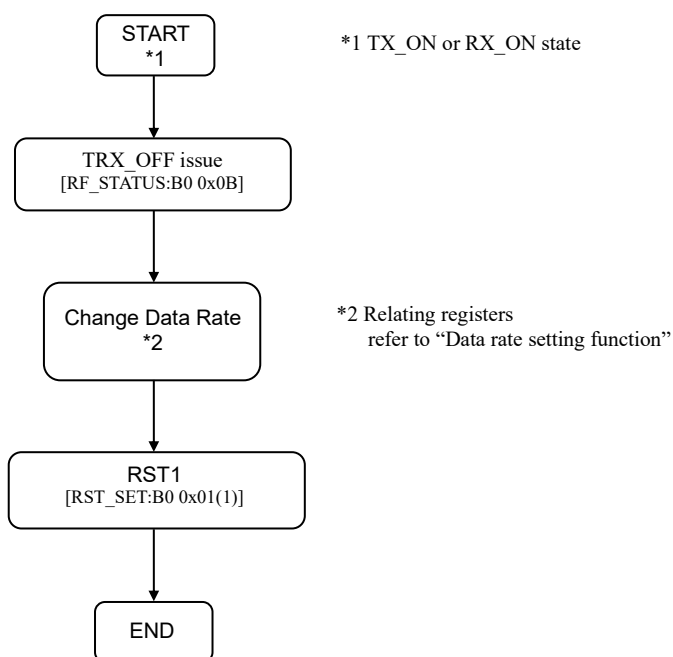 START
*1
*1 TX_ON or RX_ON state
TRX_OFF issue
[RF_STATUS:B0 0x0B]
Change Data Rate
*2
*2 Relating registers
refer to “Data rate setting function”
RST1
[RST_SET:B0 0x01(1)]
END